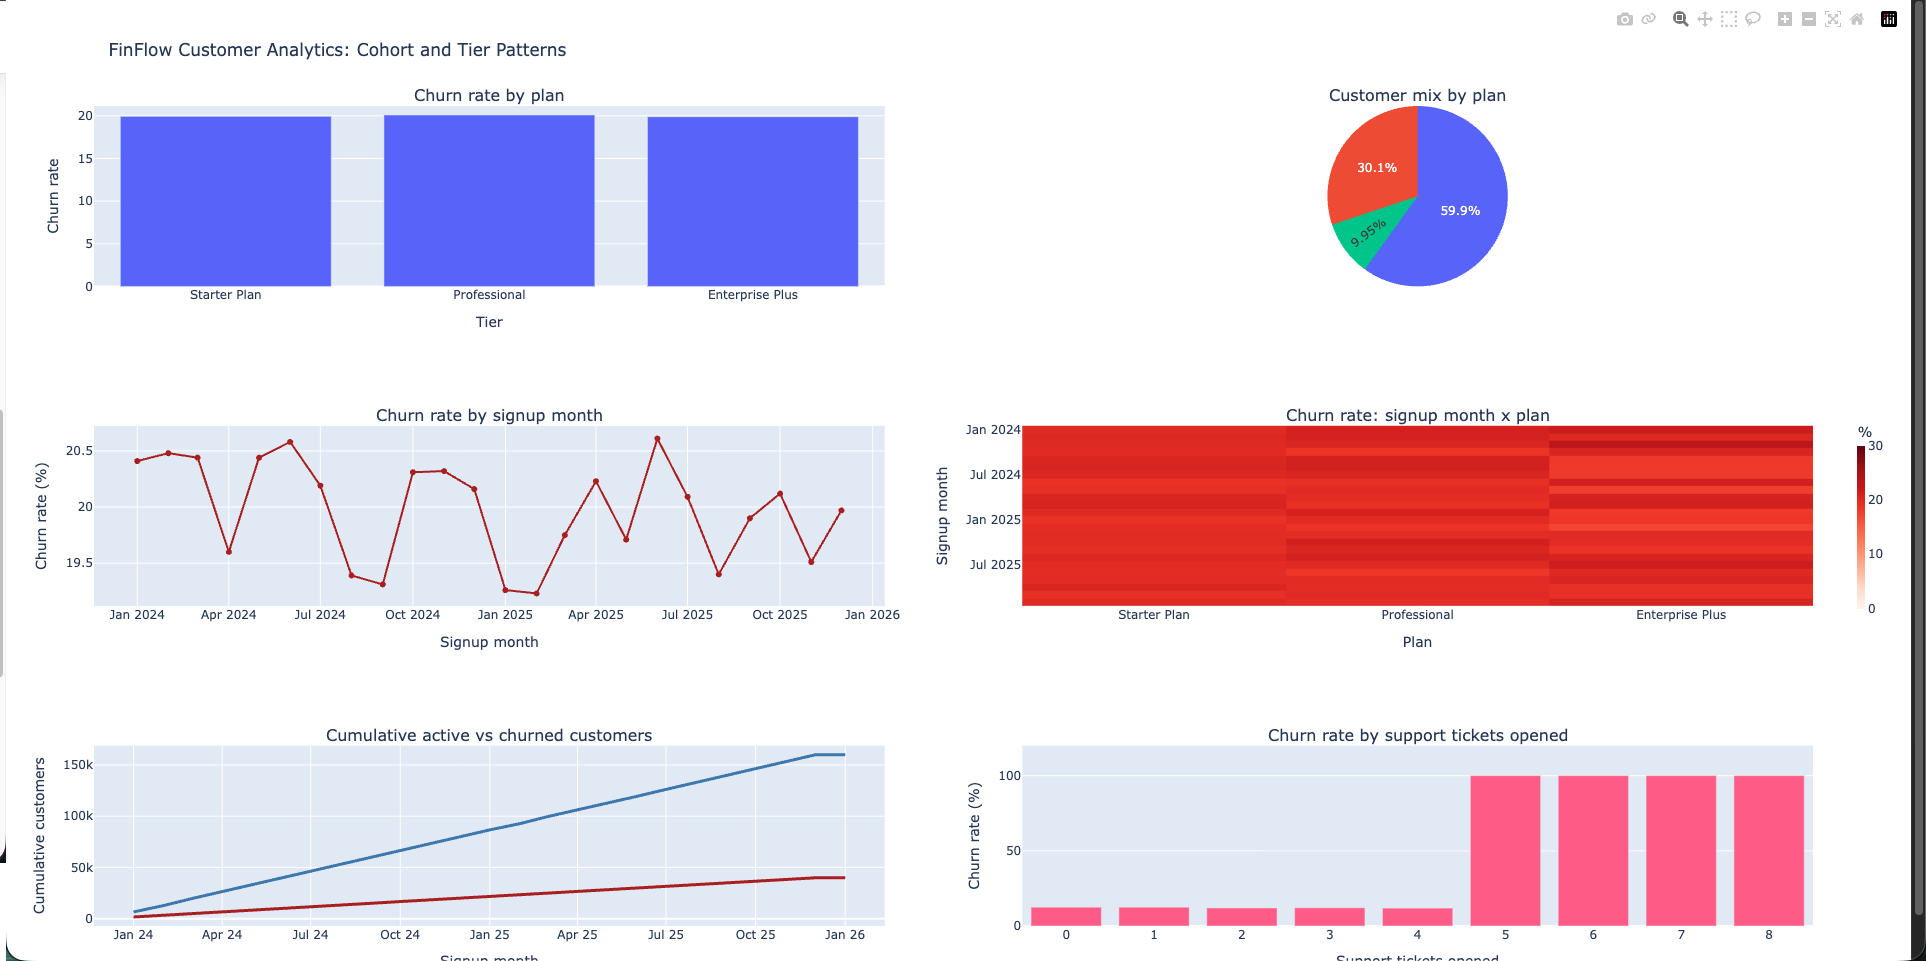 FinFlow Customer Analytics: Cohort and Tier Patterns
Churn rate by plan
20
15
10
5
0
Churn rate
Starter Plan
Professional
Enterprise Plus
Tier
Customer mix by plan
30.1%
59.9%
9.95%
Churn rate by signup month
20.5
20
19.5
Churn rate (%)
Jan 2024
Apr 2024
Jul 2024
Oct 2024
Jan 2025
Apr 2025
Jul 2025
Oct 2025
Jan 2026
Signup month
Churn rate: signup month x plan
Jan 2024
Jul 2024
Jan 2025
Jul 2025
Signup month
Starter Plan
Professional
Enterprise Plus
Plan
%
30
20
10
0
Cumulative active vs churned customers
150k
100k
50k
0
Cumulative customers
Jan 24
Apr 24
Jul 24
Oct 24
Jan 25
Apr 25
Jul 25
Oct 25
Jan 26
Signup month
Churn rate by support tickets opened
100
50
0
Churn rate (%)
0
1
2
3
4
5
6
7
8
Support tickets opened